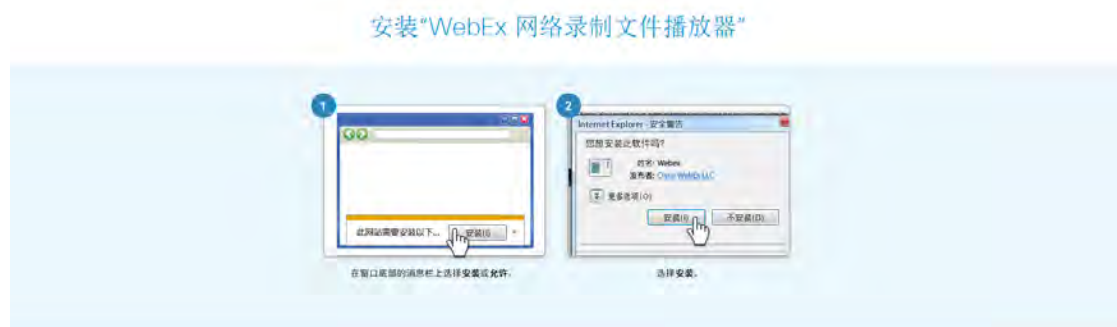 安装“WebEx 网络录制文件播放器”
1
此网站需要安装以下...
安装(I)
在窗口底部的消息栏上选择安装或允许。
2
Internet Explorer - 安全警告
您想安装此软件吗?
姓名: Webex
发布者: Cisco WebEx LLC
更多选项(O)
安装(I)
不安装(D)
选择安装。